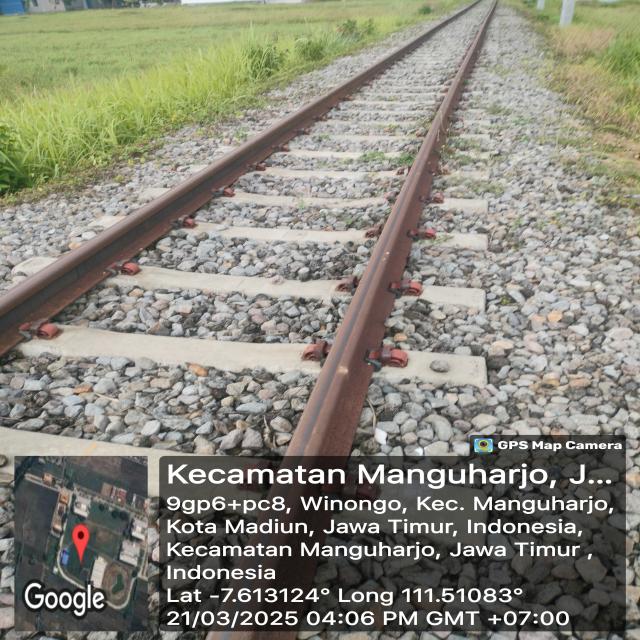 GPS Map Camera
Kecamatan Manguharjo, J...
9gp6+pc8, Winongo, Kec. Manguharjo,
Kota Madiun, Jawa Timur, Indonesia,
Kecamatan Manguharjo, Jawa Timur ,
Indonesia
Lat -7.613124° Long 111.51083°
21/03/2025 04:06 PM GMT +07:00
Google